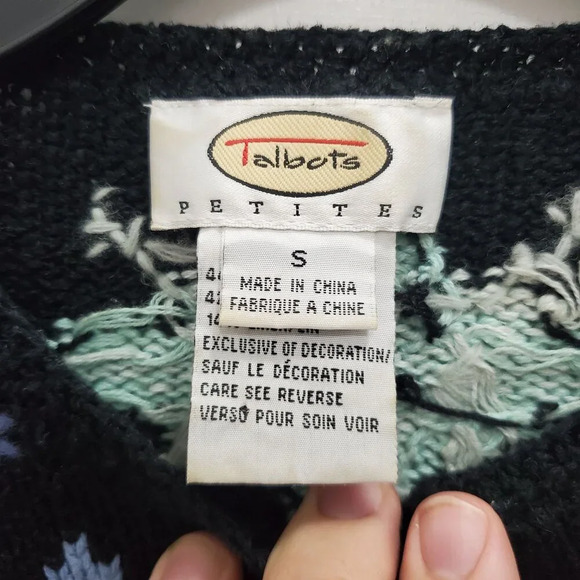 Talbots
PETITES
S
MADE IN CHINA
FABRIQUE A CHINE
EXCLUSIVE OF DECORATION/
SAUF LE DÉCORATION
CARE SEE REVERSE
VERSO POUR SOIN VOIR